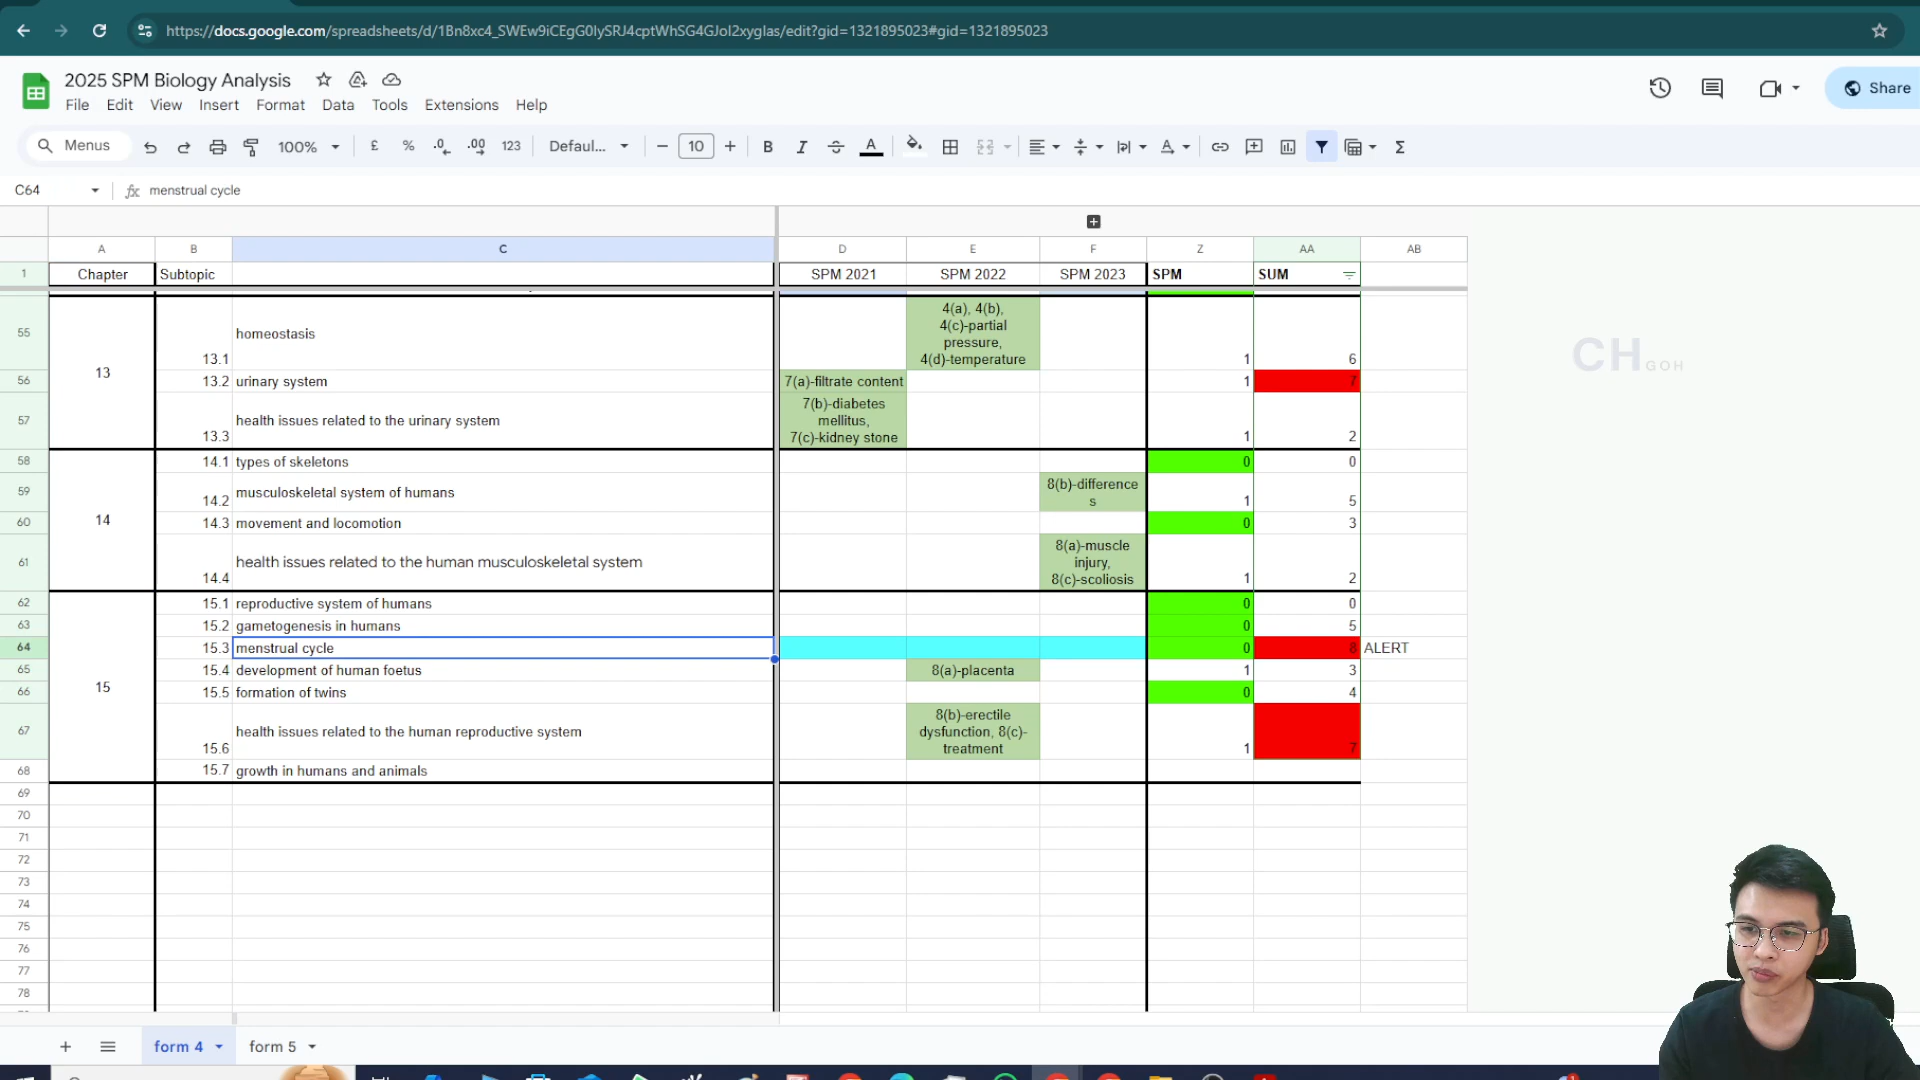 https://docs.google.com/spreadsheets/d/1Bn8xc4_SWEw9iCEgG0IySRJ4cptWhSG4GJol2xyglas/edit?gid=1321895023#gid=1321895023
2025 SPM Biology Analysis
File Edit View Insert Format Data Tools Extensions Help
Share
Menus 100% £ % .0 .00 123 Defaul... 10 B I A
C64 fx menstrual cycle
A B C D E F Z AA AB
1 Chapter Subtopic SPM 2021 SPM 2022 SPM 2023 SPM SUM
55 13.1 homeostasis 4(a), 4(b),
4(c)-partial
pressure,
4(d)-temperature 1 6
13
56 13.2 urinary system 7(a)-filtrate content 1 7
57 13.3 health issues related to the urinary system 7(b)-diabetes
mellitus,
7(c)-kidney stone 1 2
58 14.1 types of skeletons 0 0
59 14.2 musculoskeletal system of humans 8(b)-difference
s 1 5
14
60 14.3 movement and locomotion 0 3
61 14.4 health issues related to the human musculoskeletal system 8(a)-muscle
injury,
8(c)-scoliosis 1 2
62 15.1 reproductive system of humans 0 0
63 15.2 gametogenesis in humans 0 5
64 15.3 menstrual cycle 0 8 ALERT
65 15.4 development of human foetus 8(a)-placenta 1 3
15
66 15.5 formation of twins 0 4
67 15.6 health issues related to the human reproductive system 8(b)-erectile
dysfunction, 8(c)-
treatment 1 7
68 15.7 growth in humans and animals
69
70
71
72
73
74
75
76
77
78
CH GOH
form 4 form 5